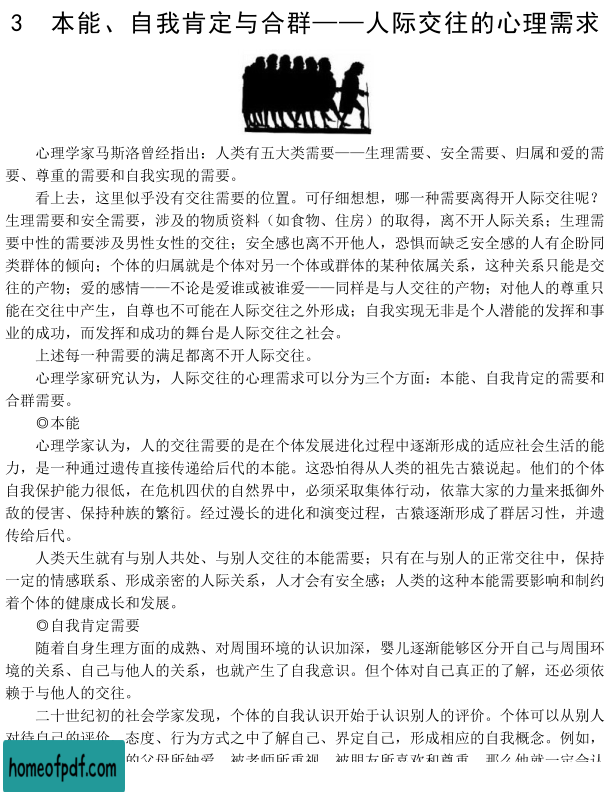 3 本能、自我肯定与合群——人际交往的心理需求
心理学家马斯洛曾经指出：人类有五大类需要——生理需要、安全需要、归属和爱的需
要、尊重的需要和自我实现的需要。
看上去，这里似乎没有交往需要的位置。可仔细想想，哪一种需要离得开人际交往呢？
生理需要和安全需要，涉及的物质资料（如食物、住房）的取得，离不开人际关系；生理需
要中性的需要涉及男性女性的交往；安全感也离不开他人，恐惧而缺乏安全感的人有企盼同
类群体的倾向；个体的归属就是个体对另一个体或群体的某种依属关系，这种关系只能是交
往的产物；爱的感情——不论是爱谁或被谁爱——同样是与人交往的产物；对他人的尊重只
能在交往中产生，自尊也不可能在人际交往之外形成；自我实现无非是个人潜能的发挥和事
业的成功，而发挥和成功的舞台是人际交往之社会。
上述每一种需要的满足都离不开人际交往。
心理学家研究认为，人际交往的心理需求可以分为三个方面：本能、自我肯定的需要和
合群需要。
◎本能
心理学家认为，人的交往需要的是在个体发展进化过程中逐渐形成的适应社会生活的能
力，是一种通过遗传直接传递给后代的本能。这恐怕得从人类的祖先古猿说起。他们的个体
自我保护能力很低，在危机四伏的自然界中，必须采取集体行动，依靠大家的力量来抵御外
敌的侵害、保持种族的繁衍。经过漫长的进化和演变过程，古猿逐渐形成了群居习性，并遗
传给后代。
人类天生就有与别人共处、与别人交往的本能需要；只有在与别人的正常交往中，保持
一定的情感联系、形成亲密的人际关系，人才会有安全感；人类的这种本能需要影响和制约
着个体的健康成长和发展。
◎自我肯定需要
随着自身生理方面的成熟、对周围环境的认识加深，婴儿逐渐能够区分开自己与周围环
境的关系、自己与他人的关系，也就产生了自我意识。但个体对自己真正的了解，还必须依
赖于与他人的交往。
二十世纪初的社会学家发现，个体的自我认识开始于认识别人的评价。个体可以从别人
对待自己的评价、态度、行为方式之中了解自己、界定自己，形成相应的自我概念。例如，
的父母所钟爱、被老师所重视、被朋友所喜欢和尊重，那么他就一定会认
homeofpdf.com